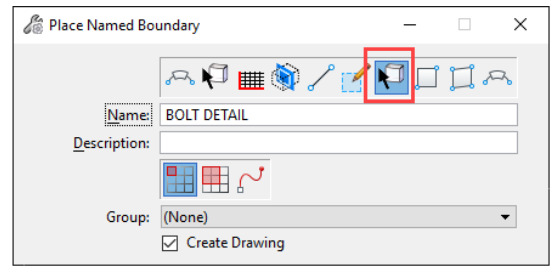 Place Named Boundary
Name: BOLT DETAIL
Description:
Group: (None)
Create Drawing